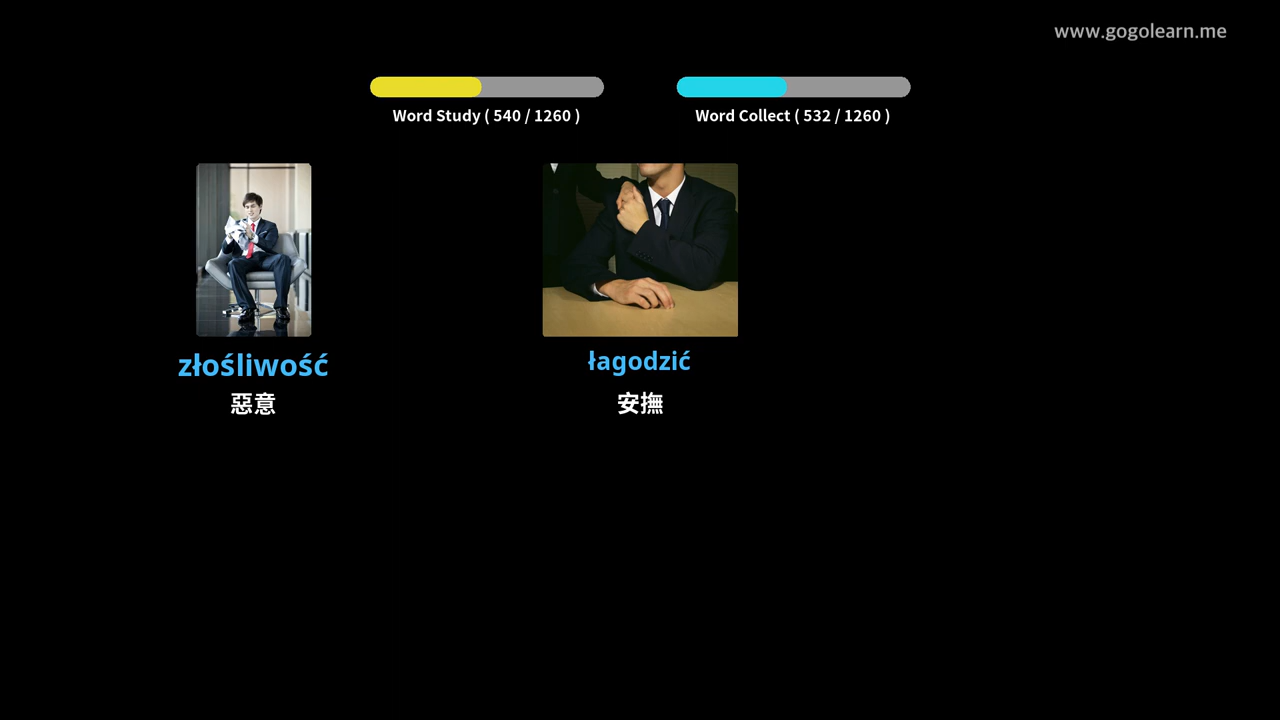 www.gogolearn.me
Word Study ( 540 / 1260 )
Word Collect ( 532 / 1260 )
złośliwość
惡意
łagodzić
安撫